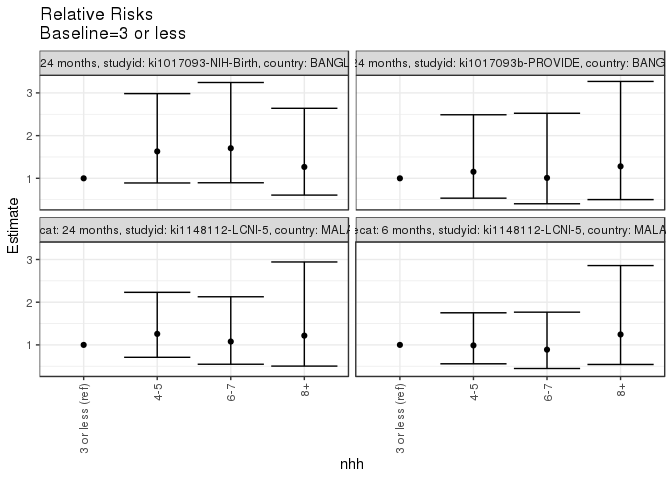 Relative Risks
Baseline=3 or less
24 months, studyid: ki1017093-NIH-Birth, country: BANGL
24 months, studyid: ki1017093b-PROVIDE, country: BANG
cat: 24 months, studyid: ki1148112-LCNI-5, country: MALA
ecat: 6 months, studyid: ki1148112-LCNI-5, country: MALA
Estimate
3
2
1
3
2
1
3 or less (ref)
4-5
6-7
8+
3 or less (ref)
4-5
6-7
8+
nhh